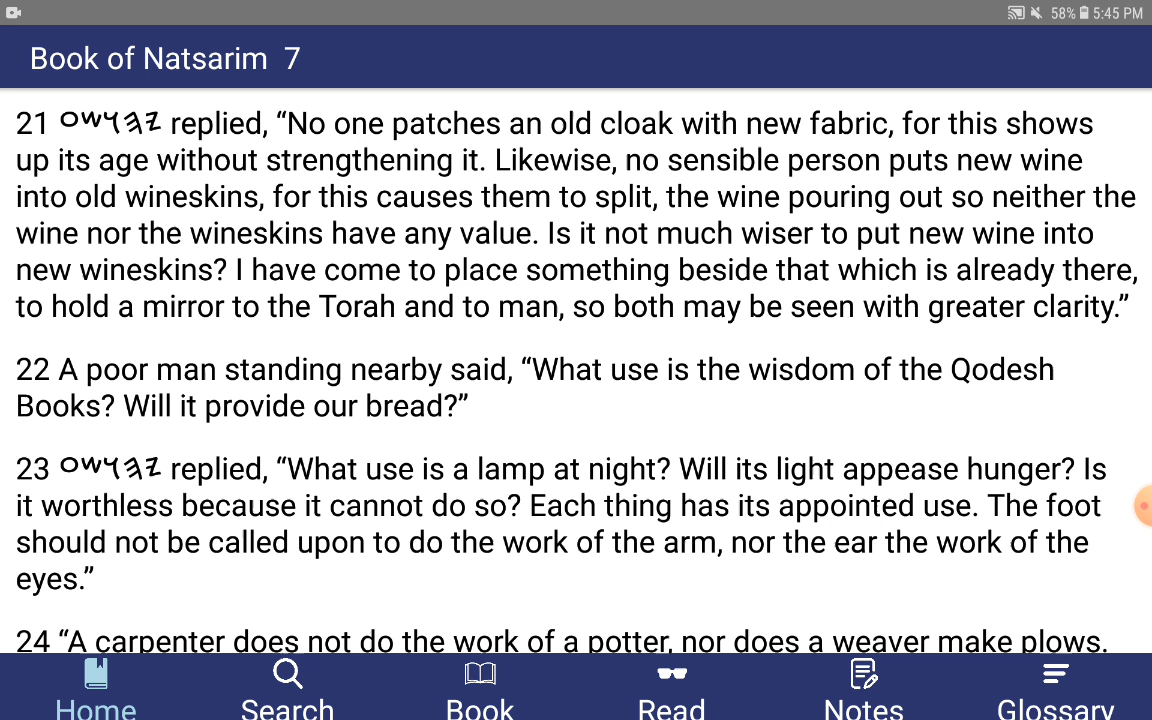 58% 5:45 PM
Book of Natsarim 7
21 𐤉𐤄𐤅𐤔𐤏 replied, “No one patches an old cloak with new fabric, for this shows
up its age without strengthening it. Likewise, no sensible person puts new wine
into old wineskins, for this causes them to split, the wine pouring out so neither the
wine nor the wineskins have any value. Is it not much wiser to put new wine into
new wineskins? I have come to place something beside that which is already there,
to hold a mirror to the Torah and to man, so both may be seen with greater clarity.”
22 A poor man standing nearby said, “What use is the wisdom of the Qodesh
Books? Will it provide our bread?”
23 𐤉𐤄𐤅𐤔𐤏 replied, “What use is a lamp at night? Will its light appease hunger? Is
it worthless because it cannot do so? Each thing has its appointed use. The foot
should not be called upon to do the work of the arm, nor the ear the work of the
eyes.”
24 “A carpenter does not do the work of a potter, nor does a weaver make plows.
Home Search Book Read Notes Glossary